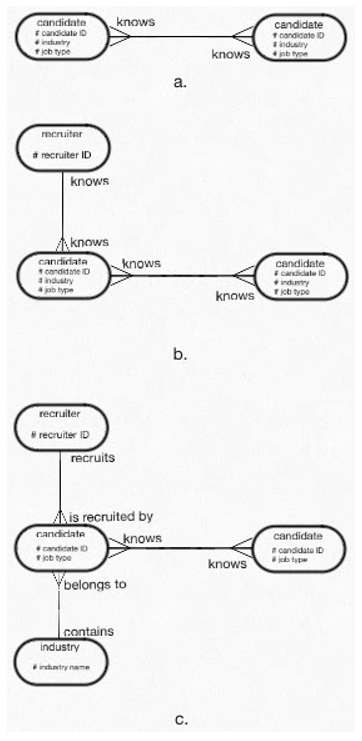 candidate
# candidate ID
# industry
# job type
knows
knows
candidate
# candidate ID
# industry
# job type
a.
recruiter
# recruiter ID
knows
knows
candidate
# candidate ID
# industry
# job type
knows
knows
candidate
# candidate ID
# industry
# job type
b.
recruiter
# recruiter ID
recruits
is recruited by
candidate
# candidate ID
# job type
knows
knows
candidate
# candidate ID
# job type
belongs to
contains
industry
# industry name
c.